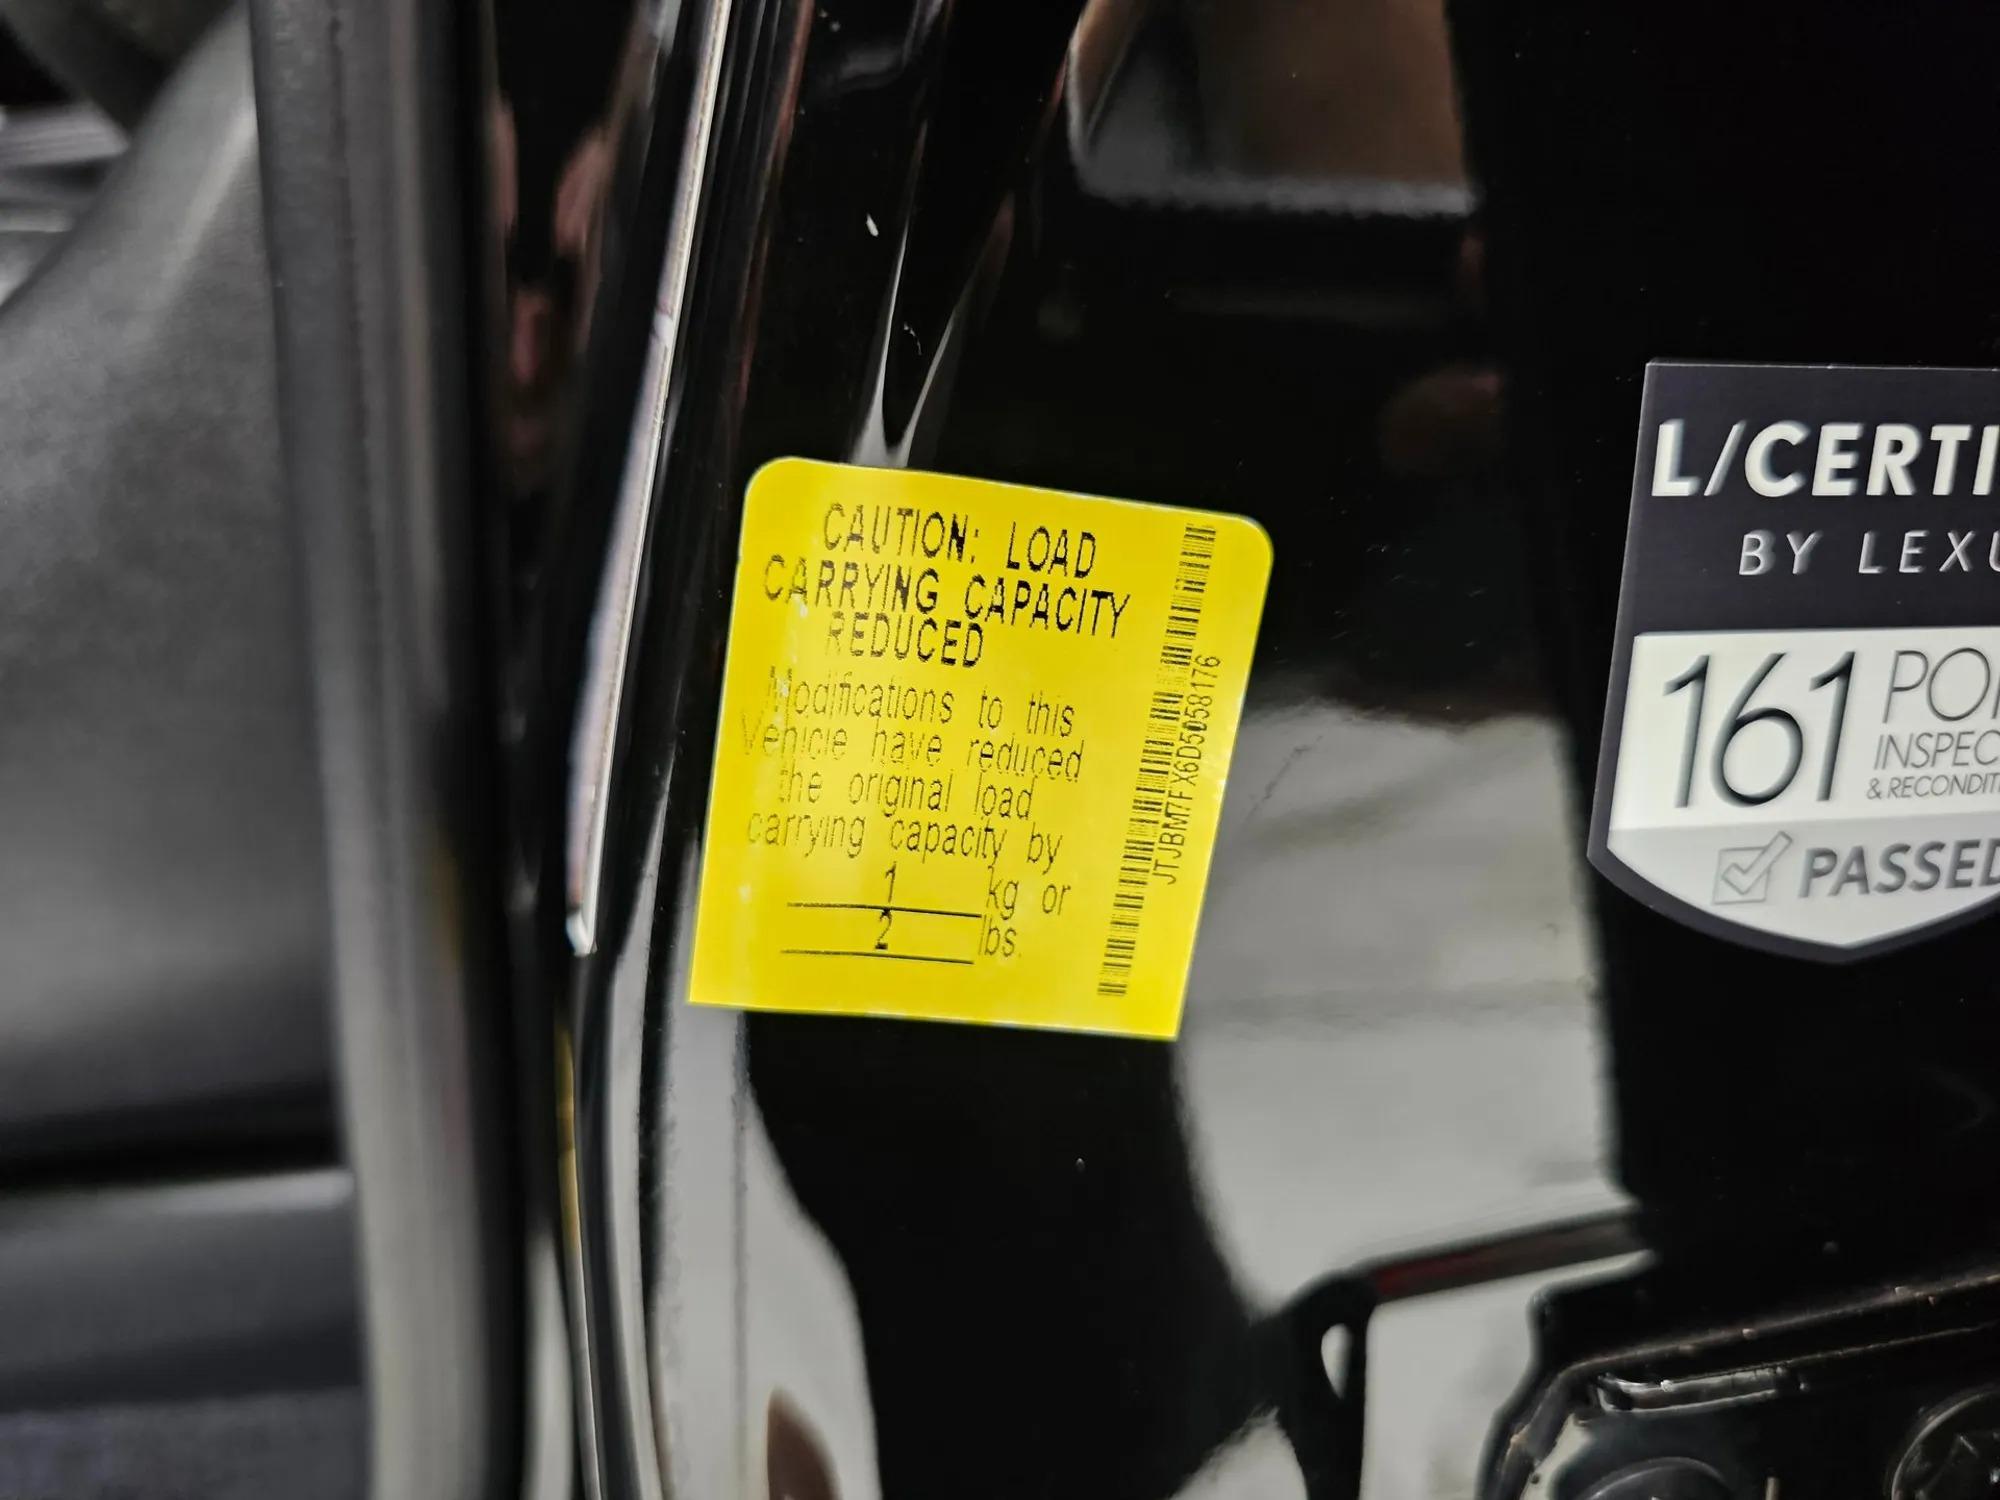 CAUTION: LOAD
CARRYING CAPACITY
REDUCED
Modifications to this
Vehicle have reduced
the original load
carrying capacity by
1 kg or
2 lbs.
JTJBM7FX6D5058176
L/CERTI
BY LEXU
161 POI
INSPEC
& RECONDITI
PASSED